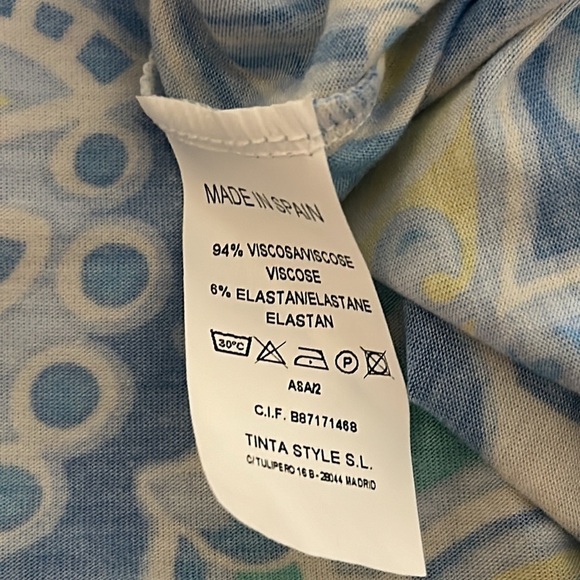 MADE IN SPAIN
94% VISCOSA/VISCOSE
VISCOSE
6% ELASTAN/ELASTANE
ELASTAN
30°C P
ASA/2
C.I.F. B87171468
TINTA STYLE S.L.
C/TULIPERO 16 B - 28044 MADRID